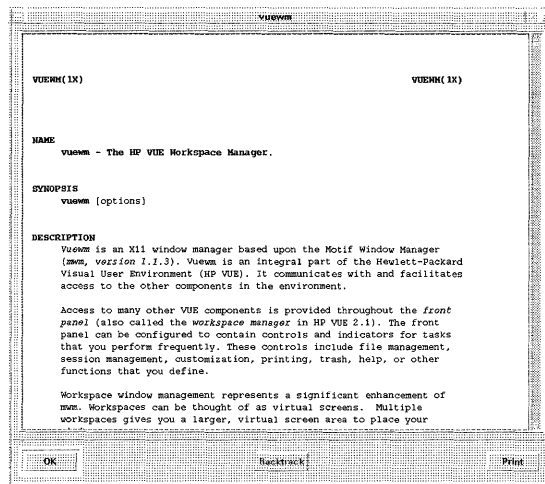 vuewm
VUEWM(1X) VUEWM(1X)
NAME
vuewm - The HP VUE Workspace Manager.
SYNOPSIS
vuewm [options]
DESCRIPTION
Vuewm is an X11 window manager based upon the Motif Window Manager
(mwm, version 1.1.3). Vuewm is an integral part of the Hewlett-Packard
Visual User Environment (HP VUE). It communicates with and facilitates
access to the other components in the environment.
Access to many other VUE components is provided throughout the front
panel (also called the workspace manager in HP VUE 2.1). The front
panel can be configured to contain controls and indicators for tasks
that you perform frequently. These controls include file management,
session management, customization, printing, trash, help, or other
functions that you define.
Workspace window management represents a significant enhancement of
mwm. Workspaces can be thought of as virtual screens. Multiple
workspaces gives you a larger, virtual screen area to place your
OK Backtrack Print